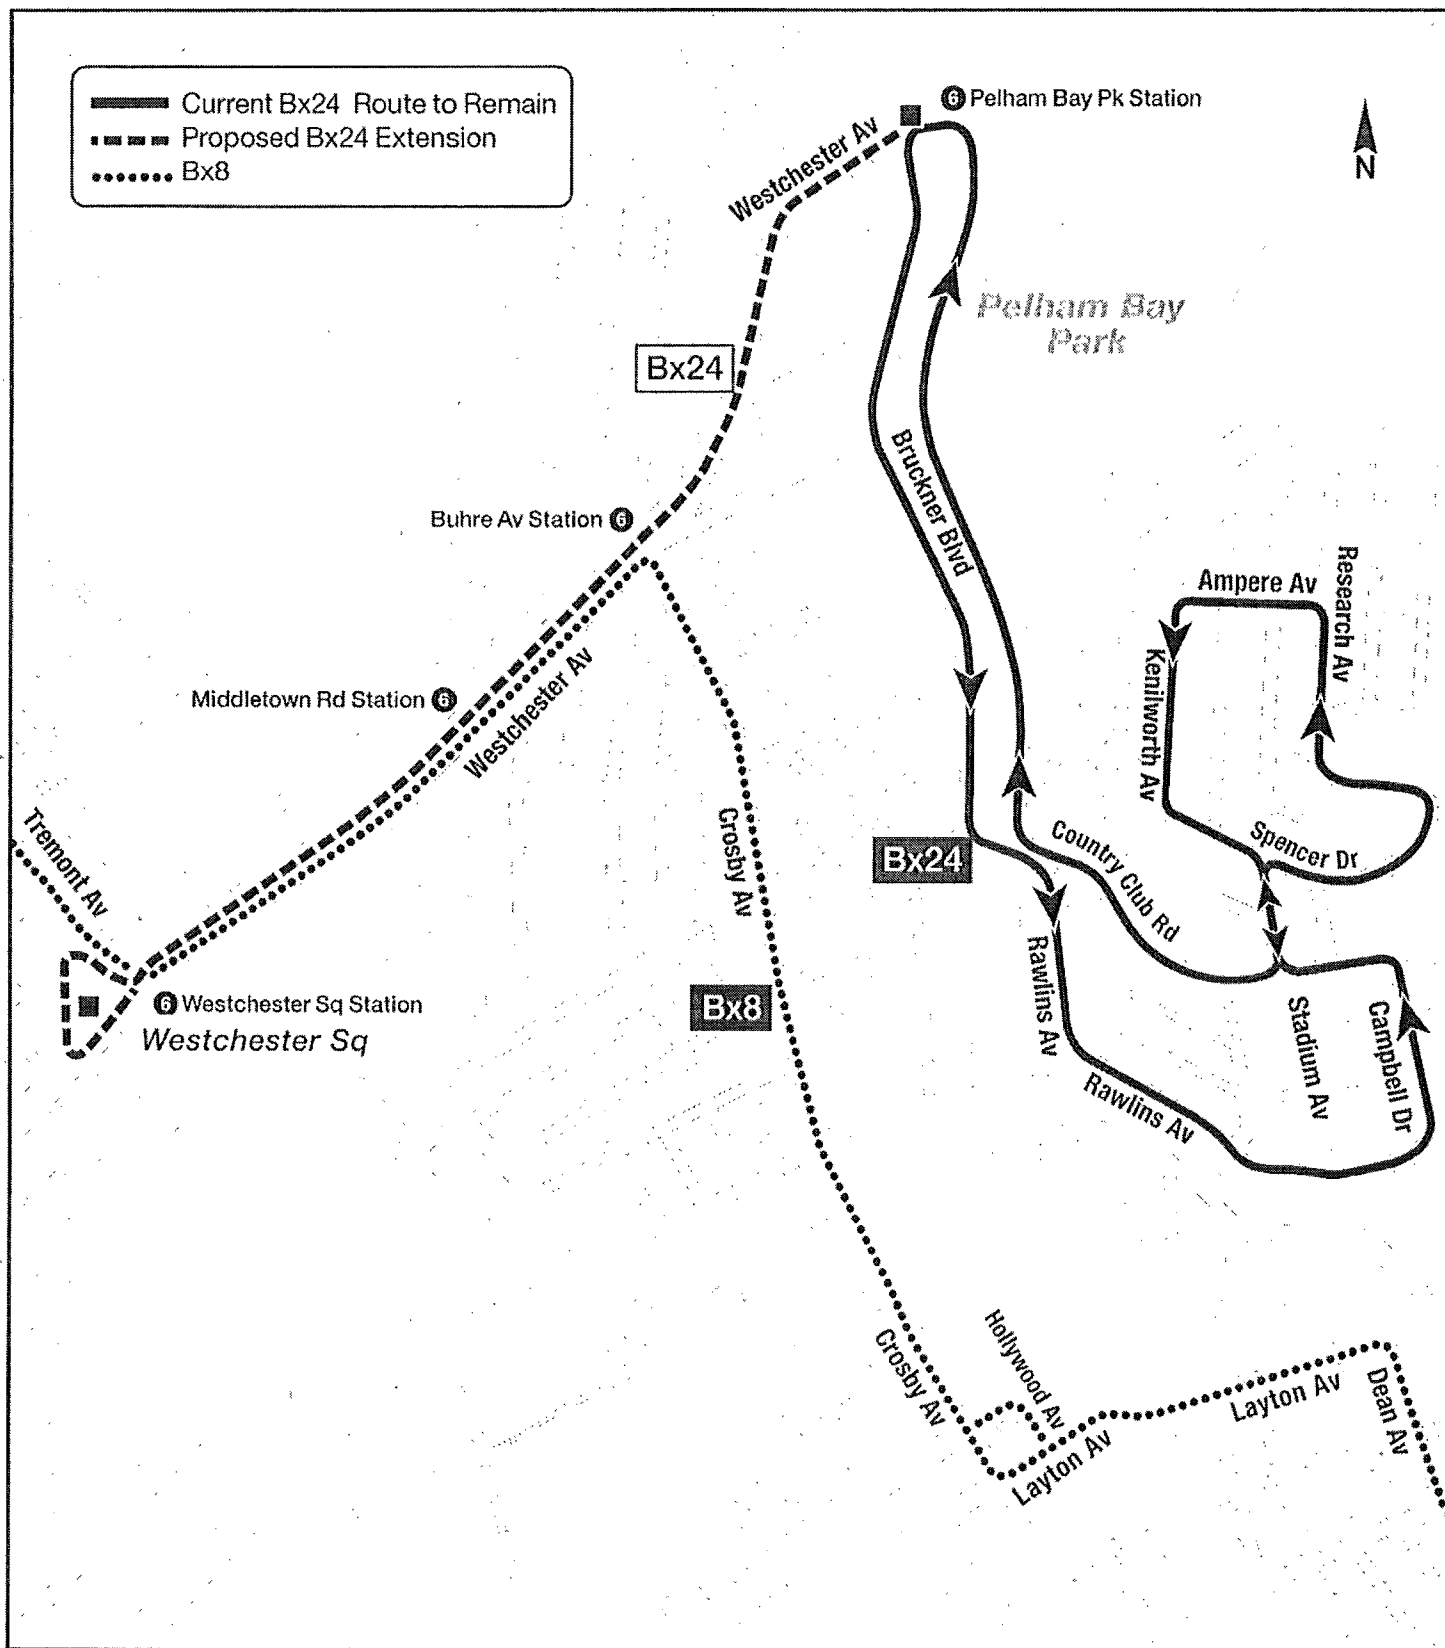 Current Bx24 Route to Remain
Proposed Bx24 Extension
Bx8
6 Pelham Bay Pk Station
N
Westchester Av
Pelham Bay
Park
Bx24
Bruckner Blvd
Buhre Av Station 6
Ampere Av
Research Av
Kenilworth Av
Middletown Rd Station 6
Westchester Av
Tremont Av
Crosby Av
Bx24
Country Club Rd
Spencer Dr
Rawlins Av
6 Westchester Sq Station
Westchester Sq
Bx8
Stadium Av
Campbell Dr
Rawlins Av
Crosby Av
Hollywood Av
Layton Av
Layton Av
Dean Av